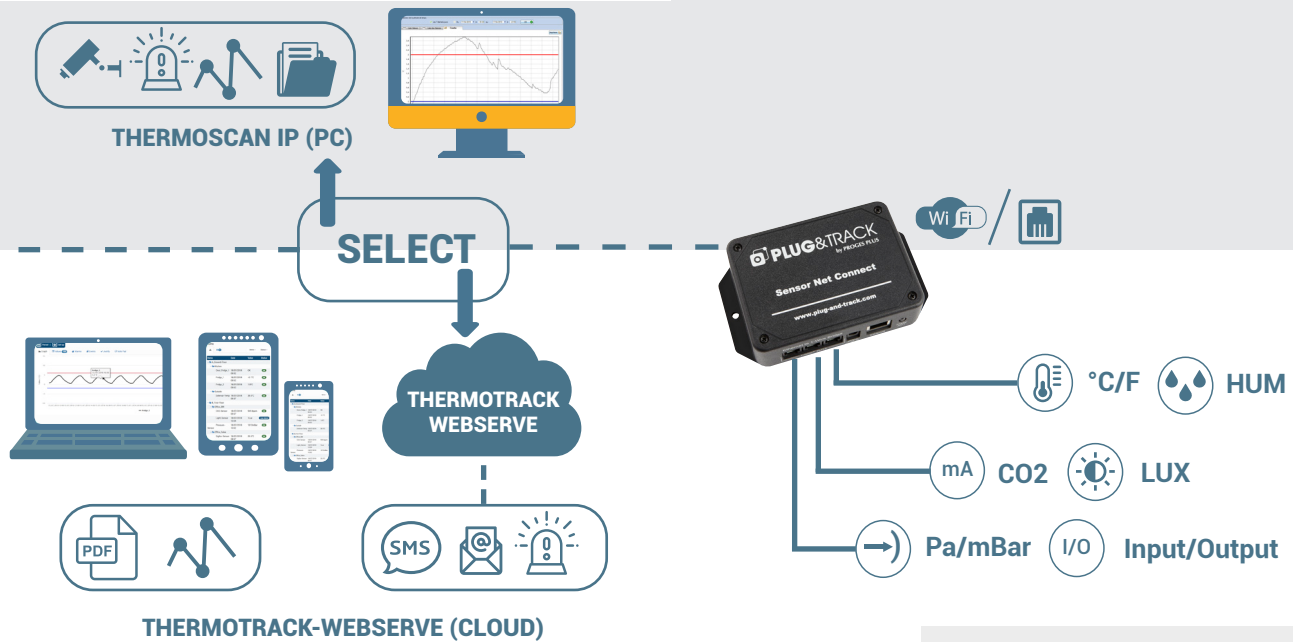 THERMOSCAN IP (PC)
SELECT
Wi Fi
PLUG&TRACK
by PROGES PLUS
Sensor Net Connect
www.plug-and-track.com
THERMOTRACK
WEBSERVE
°C/F
HUM
mA
CO2
LUX
Pa/mBar
I/O
Input/Output
PDF
SMS
@
THERMOTRACK-WEBSERVE (CLOUD)